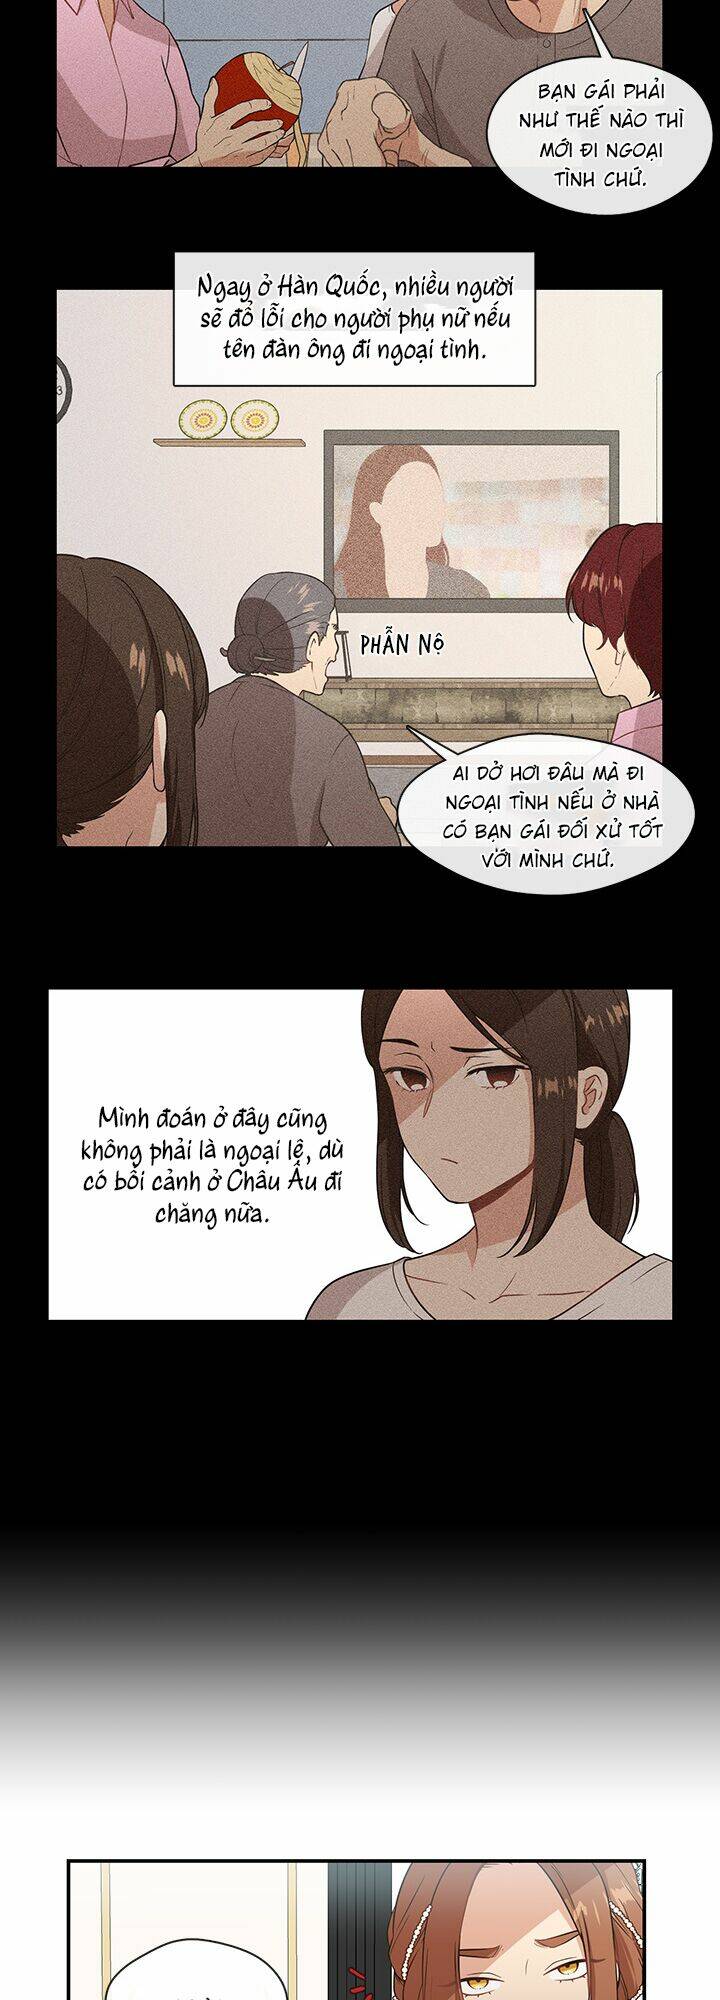 BẠN GÁI PHẢI
NHƯ THẾ NÀO THÌ
MỚI ĐI NGOẠI
TÌNH CHỨ.
Ngay ở Hàn Quốc, nhiều người
sẽ đổ lỗi cho người phụ nữ nếu
tên đàn ông đi ngoại tình.
3
PHẪN NỘ
AI DỞ HƠI ĐÂU MÀ ĐI
NGOẠI TÌNH NẾU Ở NHÀ
CÓ BẠN GÁI ĐỐI XỬ TỐT
VỚI MÌNH CHỨ.
Mình đoán ở đây cũng
không phải là ngoại lệ, dù
có bối cảnh ở Châu Âu đi
chăng nữa.